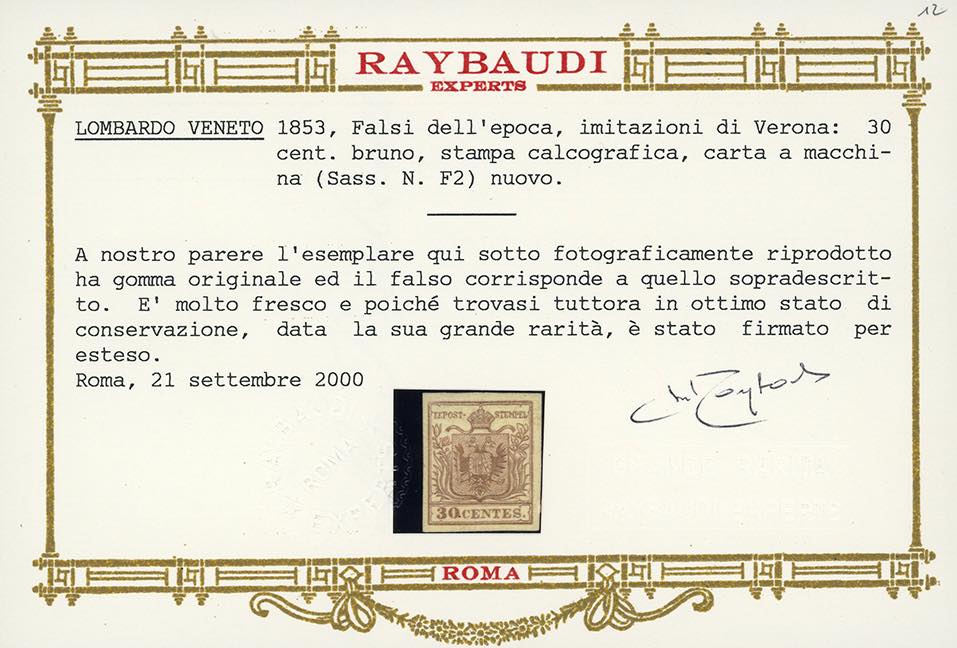 12
RAYBAUDI
EXPERTS
LOMBARDO VENETO 1853, Falsi dell'epoca, imitazioni di Verona: 30
cent. bruno, stampa calcografica, carta a macchi-
na (Sass. N. F2) nuovo.
A nostro parere l'esemplare qui sotto fotograficamente riprodotto
ha gomma originale ed il falso corrisponde a quello sopradescrit-
to. E' molto fresco e poiché trovasi tuttora in ottimo stato di
conservazione, data la sua grande rarità, è stato firmato per
esteso.
Roma, 21 settembre 2000
KKPOST-STEMPEL
30 CENTES.
ROMA